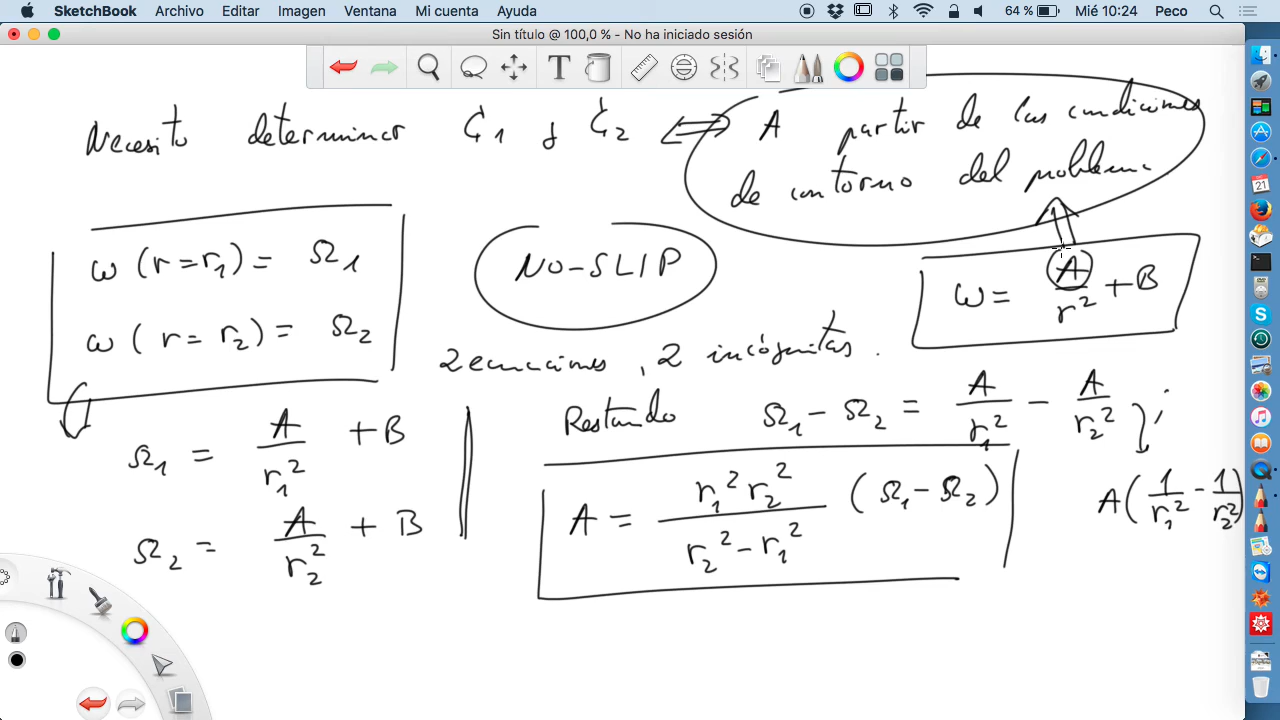 SketchBook Archivo Editar Imagen Ventana Mi cuenta Ayuda 64 % Mié 10:24 Peco
Sin título @ 100,0 % - No ha iniciado sesión
Necesito determinar C1 y C2 ⟺ A partir de las condiciones
de contorno del problema
ω (r = r₁) = Ω₁
NO-SLIP
ω = A/r² + B
ω ( r = r₂) = Ω₂
2 ecuaciones , 2 incógnitas .
Restando Ω₁ - Ω₂ = A/r₁² - A/r₂² ;
Ω₁ = A/r₁² + B
A = r₁² r₂² / (r₂² - r₁²) (Ω₁ - Ω₂)
A(1/r₁² - 1/r₂²)
Ω₂ = A/r₂² + B